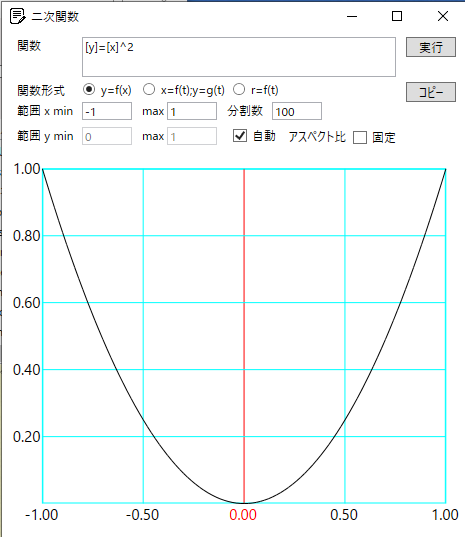 二次関数
関数 [y]=[x]^2 実行
関数形式 y=f(x) x=f(t);y=g(t) r=f(t) コピー
範囲 x min -1 max 1 分割数 100
範囲 y min 0 max 1 自動 アスペクト比 固定
1.00
0.80
0.60
0.40
0.20
-1.00 -0.50 0.00 0.50 1.00